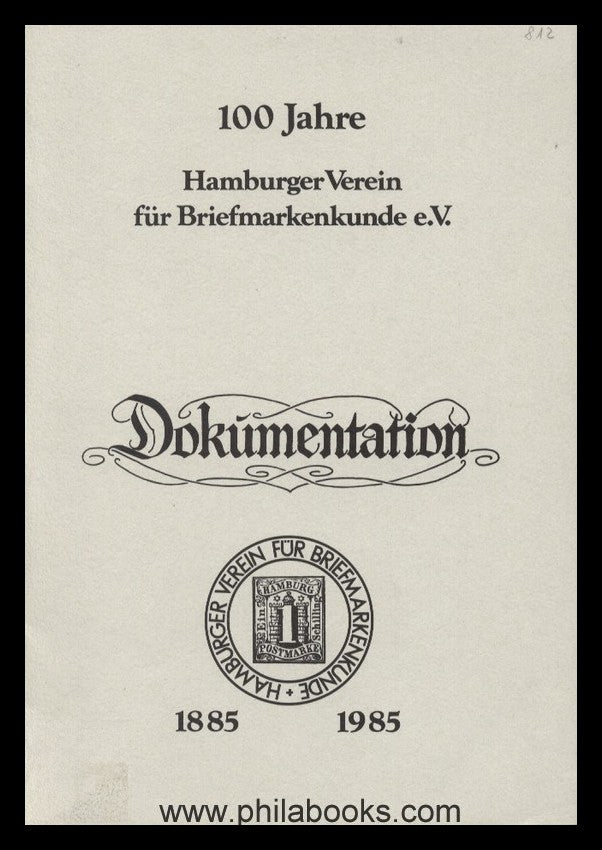 812
100 Jahre
Hamburger Verein
für Briefmarkenkunde e.V.
Dokumentation
HAMBURGER VEREIN FÜR BRIEFMARKENKUNDE +
HAMBURG
Ein
1
Schilling
POSTMARKE
1885 1985
www.philabooks.com